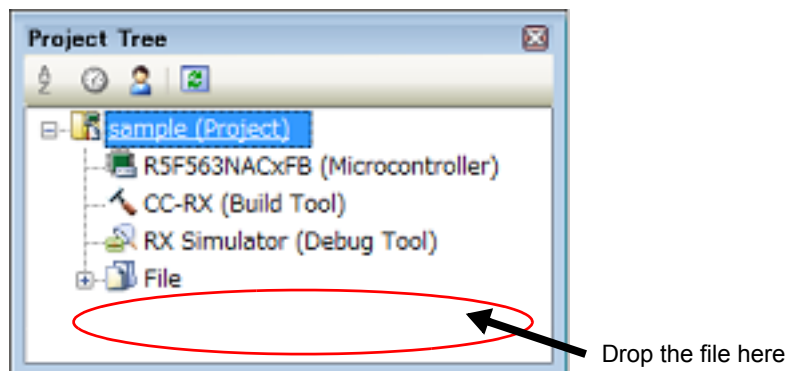 Project Tree
sample (Project)
R5F563NACxFB (Microcontroller)
CC-RX (Build Tool)
RX Simulator (Debug Tool)
File
Drop the file here